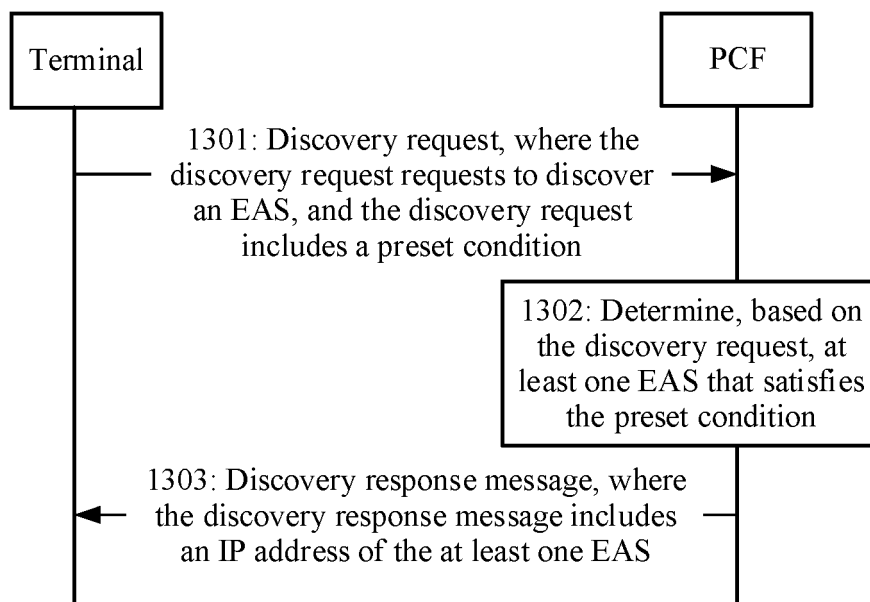 Terminal
PCF
1301: Discovery request, where the
discovery request requests to discover
an EAS, and the discovery request
includes a preset condition
1302: Determine, based on
the discovery request, at
least one EAS that satisfies
the preset condition
1303: Discovery response message, where
the discovery response message includes
an IP address of the at least one EAS